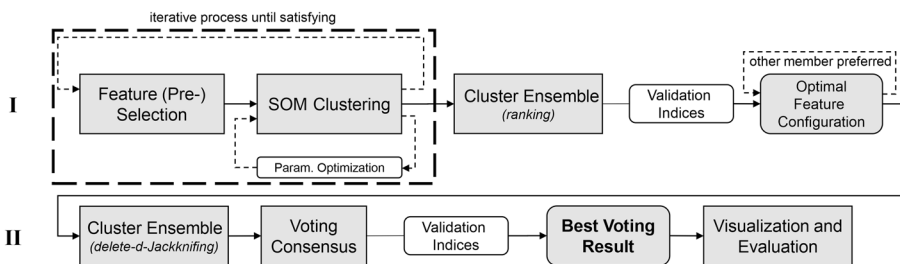 iterative process until satisfying
I
Feature (Pre-)
Selection
SOM Clustering
Param. Optimization
Cluster Ensemble
(ranking)
Validation
Indices
other member preferred
Optimal
Feature
Configuration
II
Cluster Ensemble
(delete-d-Jackknifing)
Voting
Consensus
Validation
Indices
Best Voting
Result
Visualization and
Evaluation